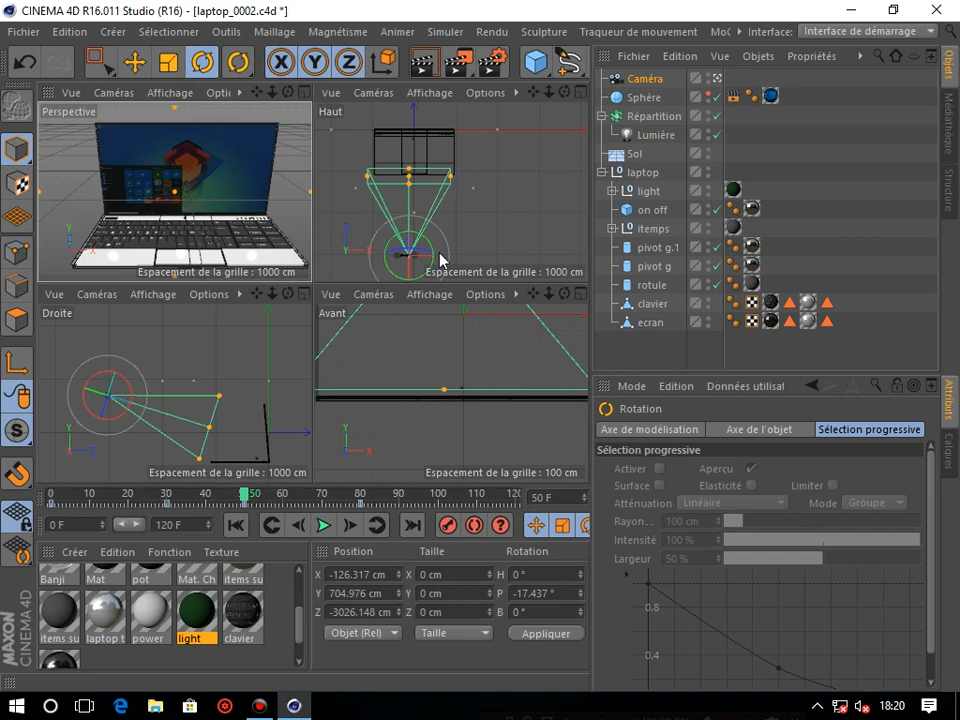 CINEMA 4D R16.011 Studio (R16) - [laptop_0002.c4d *]
Fichier Edition Créer Sélectionner Outils Maillage Magnétisme Animer Simuler Rendu Sculpture Traqueur de mouvement Mo Interface: Interface de démarrage
X Y Z
Fichier Edition Vue Objets Propriétés
Vue Caméras Affichage Opti
Vue Caméras Affichage Options
Perspective
Haut
Espacement de la grille : 1000 cm
Espacement de la grille : 1000 cm
Vue Caméras Affichage Options
Vue Caméras Affichage Options
Droite
Avant
Espacement de la grille : 1000 cm
Espacement de la grille : 100 cm
Caméra
Sphère
Répartition
Lumière
Sol
laptop
light
on off
itemps
pivot g.1
pivot g
rotule
clavier
ecran
Objets
Médiathèque
Structure
Mode Edition Données utilisat
Rotation
Axe de modélisation Axe de l'objet Sélection progressive
Sélection progressive
Activer Aperçu
Surface Elasticité Limiter
Atténuation Linéaire Mode Groupe
Rayon. . 100 cm
Intensité 100 %
Largeur 50 %
0.8
0.4
Attributs
Calques
0 10 20 30 40 50 60 70 80 90 100 110 120 50 F
0 F 120 F
Créer Edition Fonction Texture
Banji Mat pot Mat. Ch items su
items su laptop t power light clavier
Position Taille Rotation
X -126.317 cm X 0 cm H 0 °
Y 704.976 cm Y 0 cm P -17.437 °
Z -3026.148 cm Z 0 cm B 0 °
Objet (Rel) Taille Appliquer
MAXON
CINEMA 4D
18:20